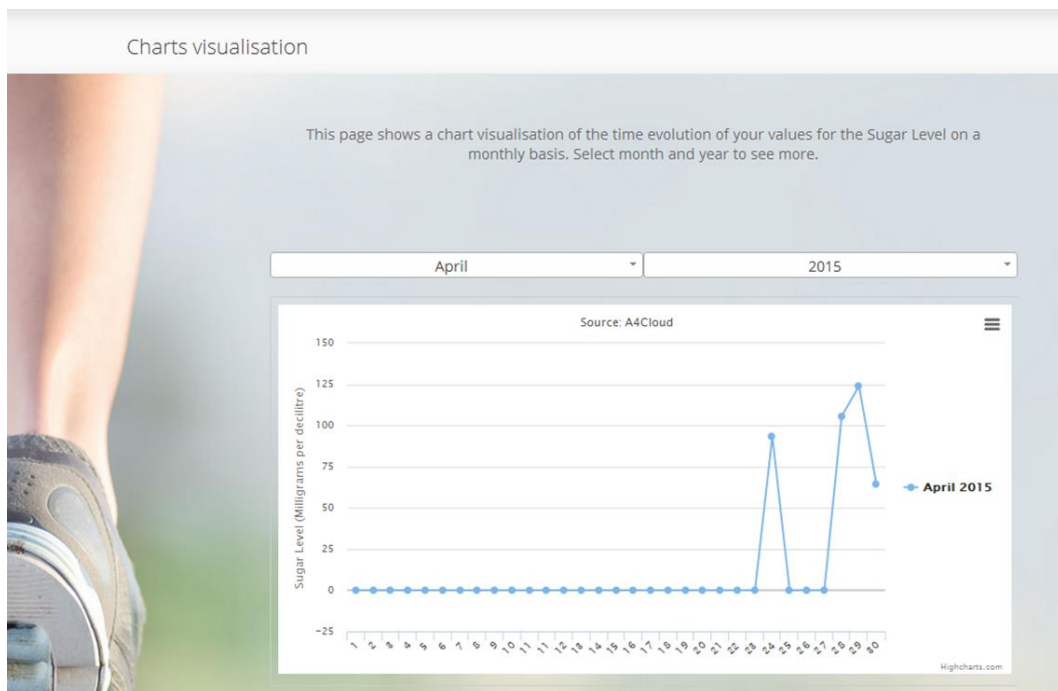 Charts visualisation
This page shows a chart visualisation of the time evolution of your values for the Sugar Level on a
monthly basis. Select month and year to see more.
April
2015
Source: A4Cloud
Sugar Level (Milligrams per decilitre)
150
125
100
75
50
25
0
-25
1 2 3 4 5 6 7 8 9 10 11 11 12 13 14 15 16 17 18 19 20 21 22 23 24 25 26 27 28 29 30
April 2015
Highcharts.com